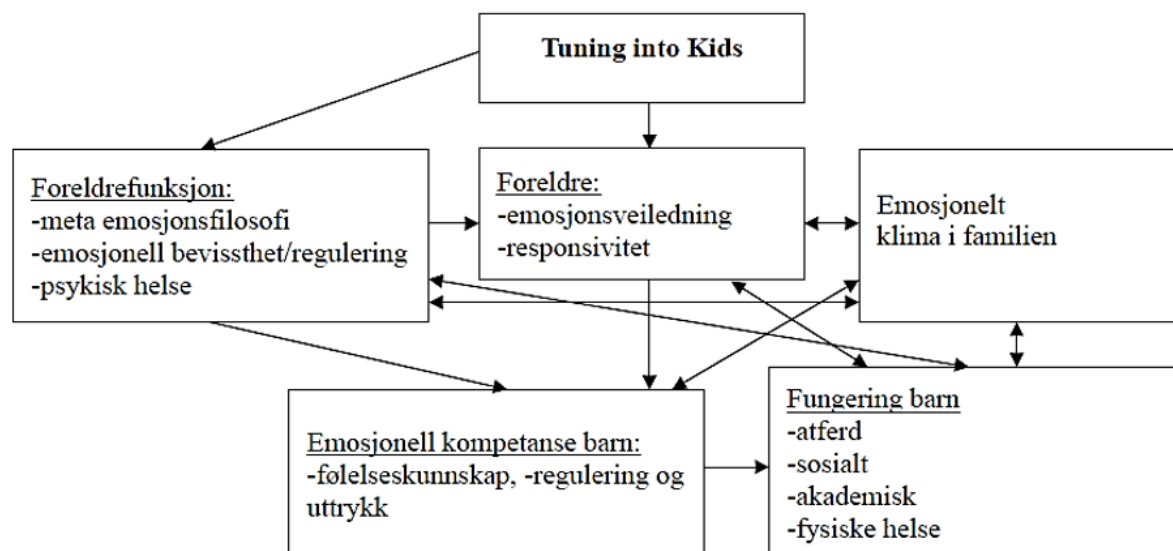 Tuning into Kids
Foreldrefunksjon:
-meta emosjonsfilosofi
-emosjonell bevissthet/regulering
-psykisk helse
Foreldre:
-emosjonsveiledning
-responsivitet
Emosjonelt
klima i familien
Emosjonell kompetanse barn:
-følelseskunnskap, -regulering og
uttrykk
Fungering barn
-atferd
-sosialt
-akademisk
-fysiske helse